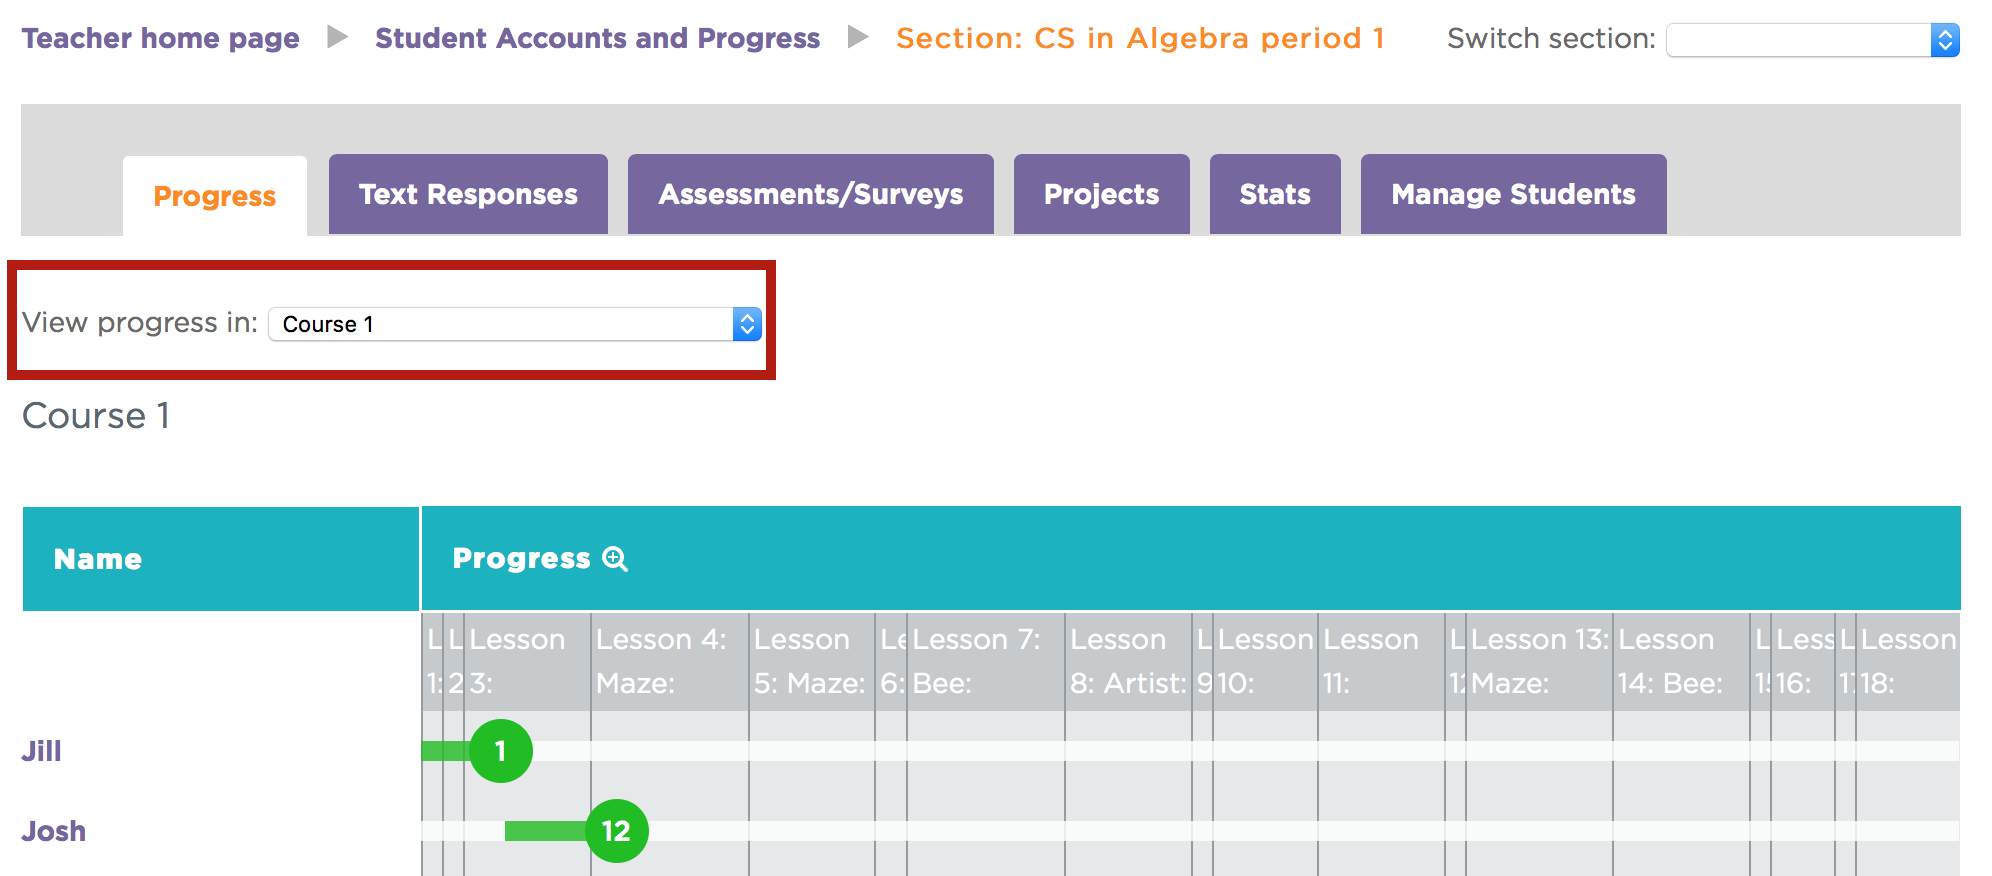 Teacher home page Student Accounts and Progress Section: CS in Algebra period 1 Switch section:
Progress Text Responses Assessments/Surveys Projects Stats Manage Students
View progress in: Course 1
Course 1
Name Progress
L L Lesson Lesson 4: Lesson Le Lesson 7: Lesson L Lesson Lesson L Lesson 13: Lesson L Less L Lesson
1: 2 3: Maze: 5: Maze: 6: Bee: 8: Artist: 9 10: 11: 12 Maze: 14: Bee: 15 16: 17 18:
Jill 1
Josh 12